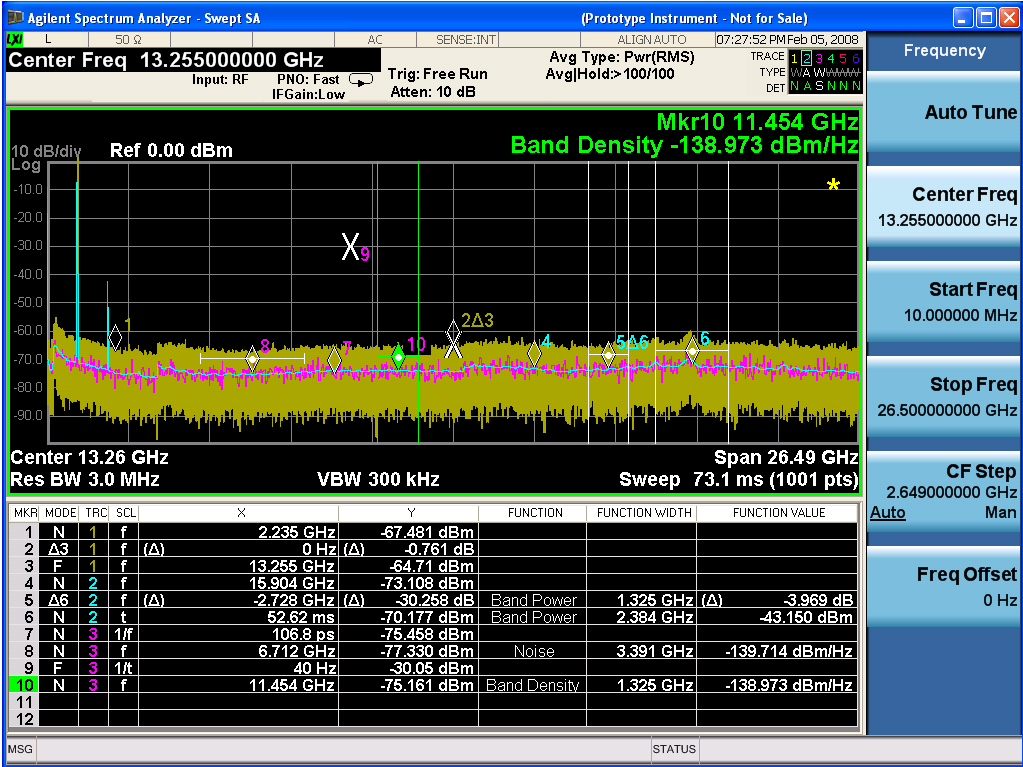 Agilent Spectrum Analyzer - Swept SA (Prototype Instrument - Not for Sale)
LXI L 50 Ω AC SENSE:INT ALIGN AUTO 07:27:52 PM Feb 05, 2008
Center Freq 13.255000000 GHz
Input: RF PNO: Fast Trig: Free Run Avg Type: Pwr(RMS) TRACE 1 2 3 4 5 6
IFGain:Low Atten: 10 dB Avg|Hold:>100/100 TYPE W A W W W W
DET N A S N N N
Mkr10 11.454 GHz
10 dB/div Ref 0.00 dBm Band Density -138.973 dBm/Hz
Log
-10.0
-20.0
-30.0
-40.0
-50.0
-60.0
-70.0
-80.0
-90.0
1
8
7
9
10
2Δ3
4
5Δ6
6
*
Center 13.26 GHz Span 26.49 GHz
Res BW 3.0 MHz VBW 300 kHz Sweep 73.1 ms (1001 pts)
MKR MODE TRC SCL X Y FUNCTION FUNCTION WIDTH FUNCTION VALUE
1 N 1 f 2.235 GHz -67.481 dBm
2 Δ3 1 f (Δ) 0 Hz (Δ) -0.761 dB
3 F 1 f 13.255 GHz -64.71 dBm
4 N 2 f 15.904 GHz -73.108 dBm
5 Δ6 2 f (Δ) -2.728 GHz (Δ) -30.258 dB Band Power 1.325 GHz (Δ) -3.969 dB
6 N 2 t 52.62 ms -70.177 dBm Band Power 2.384 GHz -43.150 dBm
7 N 3 1/f 106.8 ps -75.458 dBm
8 N 3 f 6.712 GHz -77.330 dBm Noise 3.391 GHz -139.714 dBm/Hz
9 F 3 1/t 40 Hz -30.05 dBm
10 N 3 f 11.454 GHz -75.161 dBm Band Density 1.325 GHz -138.973 dBm/Hz
11
12
MSG STATUS
Frequency
Auto Tune
Center Freq
13.255000000 GHz
Start Freq
10.000000 MHz
Stop Freq
26.500000000 GHz
CF Step
2.649000000 GHz
Auto Man
Freq Offset
0 Hz